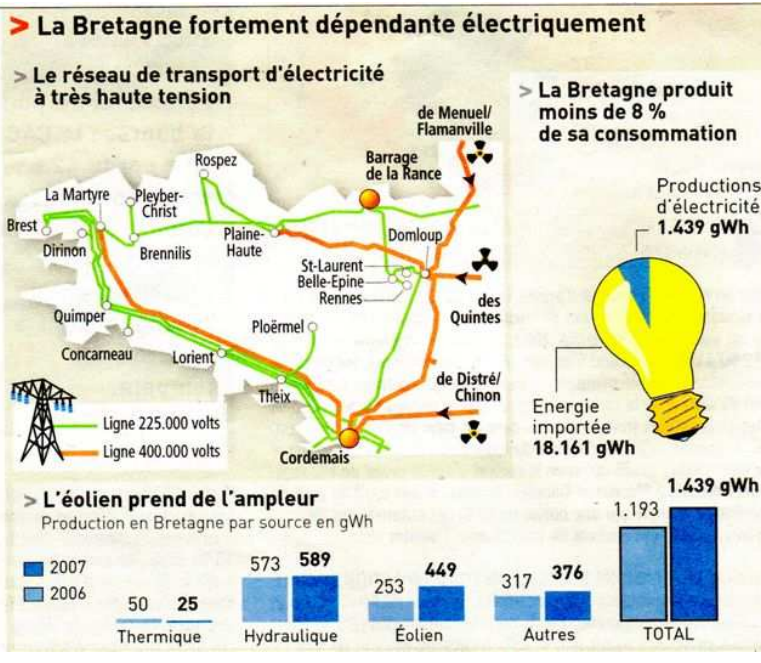 > La Bretagne fortement dépendante électriquement
> Le réseau de transport d'électricité
à très haute tension
de Menuel/
Flamanville
Barrage
de la Rance
Rospez
La Martyre
Pleyber-
Christ
Brest
Dirinon
Brennilis
Plaine-
Haute
Domloup
St-Laurent
Belle-Epine
Rennes
des
Quintes
Quimper
Concarneau
Lorient
Ploërmel
Theix
de Distré/
Chinon
Cordemais
Ligne 225.000 volts
Ligne 400.000 volts
> La Bretagne produit
moins de 8 %
de sa consommation
Productions
d'électricité
1.439 gWh
Energie
importée
18.161 gWh
> L'éolien prend de l'ampleur
Production en Bretagne par source en gWh
2007
2006
50 25
Thermique
573 589
Hydraulique
253 449
Éolien
317 376
Autres
1.193 1.439 gWh
TOTAL